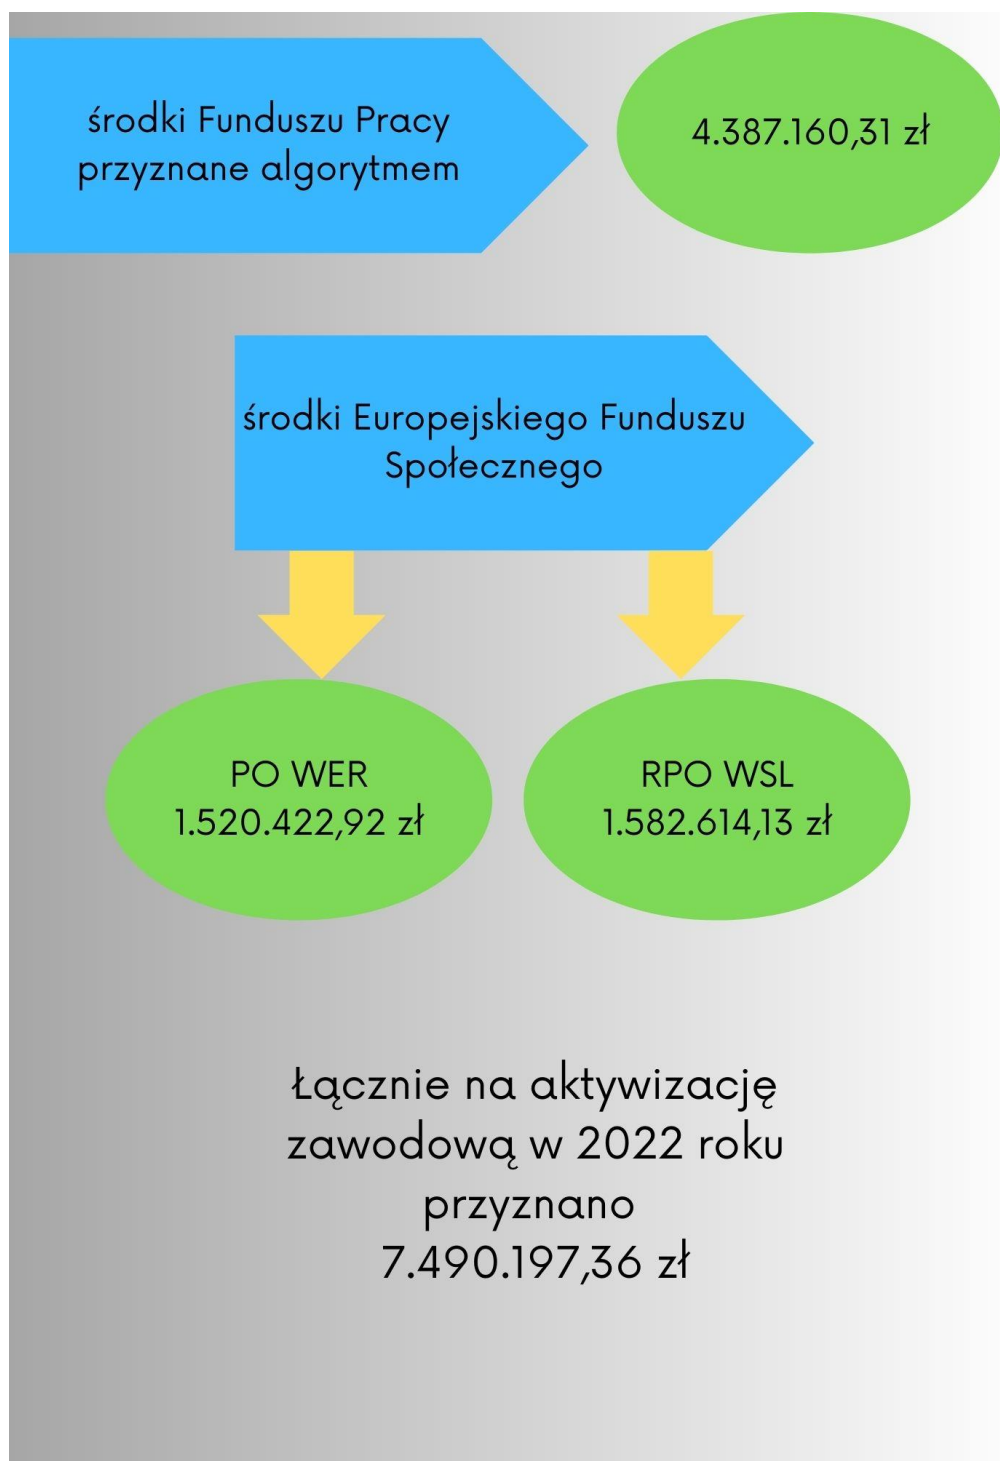 środki Funduszu Pracy
przyznane algorytmem
4.387.160,31 zł
środki Europejskiego Funduszu
Społecznego
PO WER
1.520.422,92 zł
RPO WSL
1.582.614,13 zł
Łącznie na aktywizację
zawodową w 2022 roku
przyznano
7.490.197,36 zł